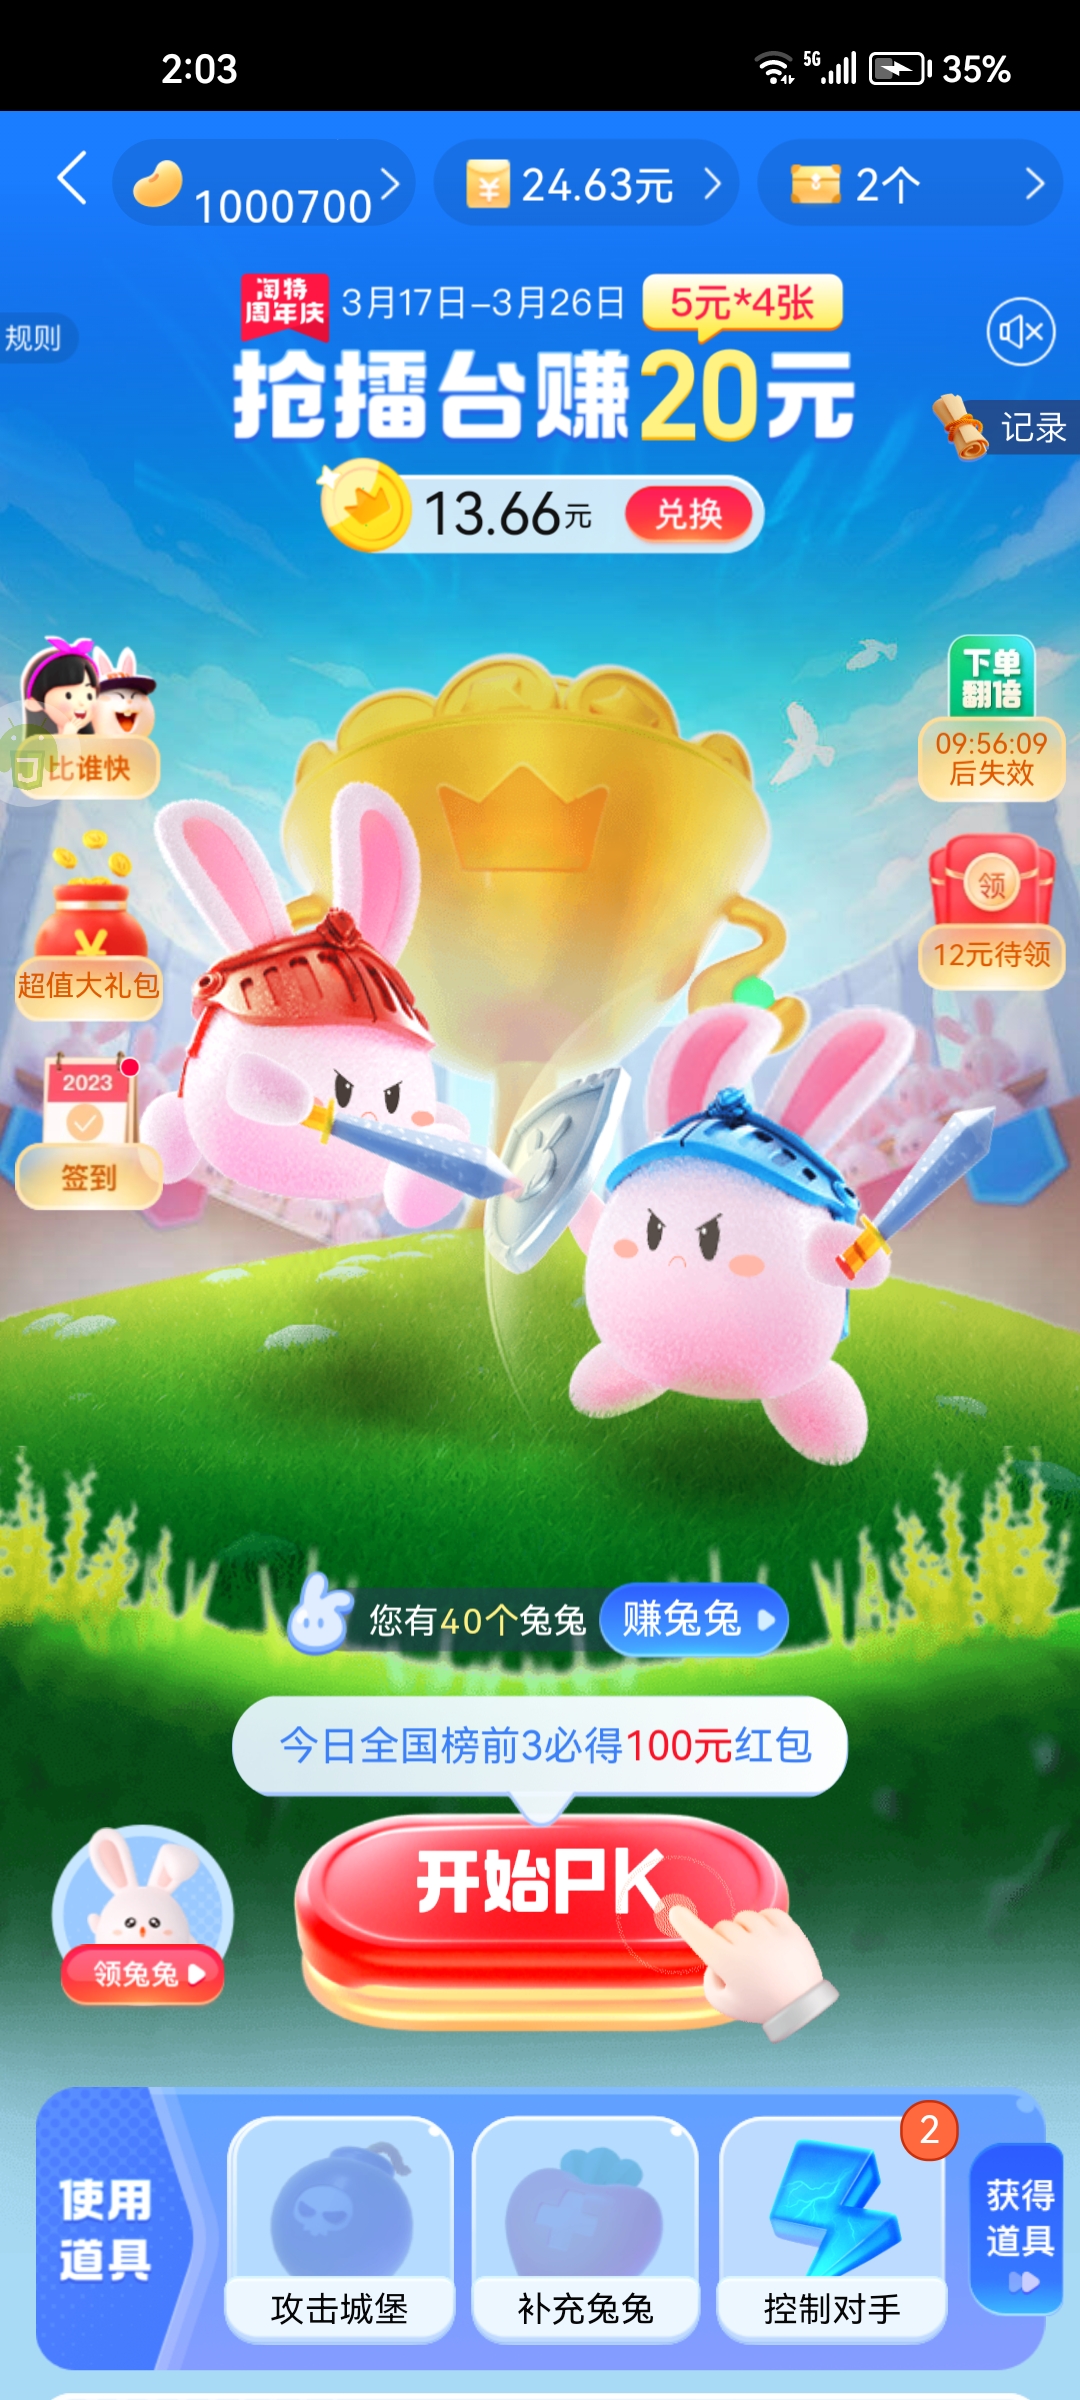 2:03
5G
35%
1000700
24.63元
2个
淘特
周年庆
3月17日-3月26日
5元*4张
规则
抢擂台赚20元
记录
13.66元
兑换
下单
翻倍
09:56:09
后失效
比谁快
领
12元待领
超值大礼包
2023
签到
您有40个兔兔
赚兔兔
今日全国榜前3必得100元红包
开始PK
领兔兔
使用
道具
2
攻击城堡
补充兔兔
控制对手
获得
道具